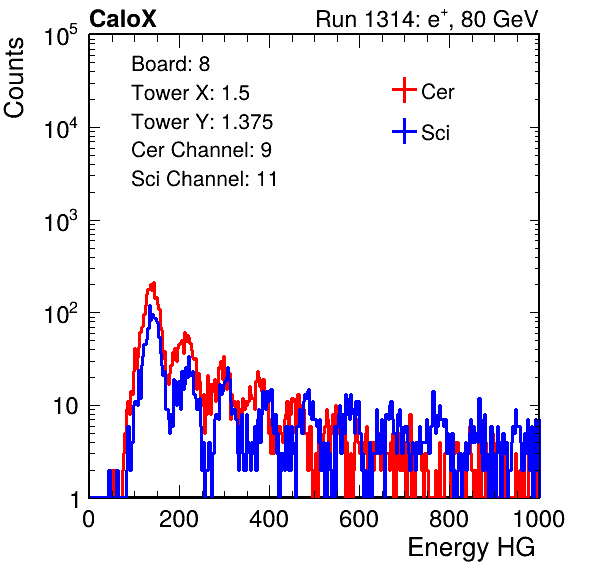 CaloX Run 1314: e+, 80 GeV
Counts
10^5
10^4
10^3
10^2
10
1
Board: 8
Tower X: 1.5
Tower Y: 1.375
Cer Channel: 9
Sci Channel: 11
Cer
Sci
0 200 400 600 800 1000
Energy HG